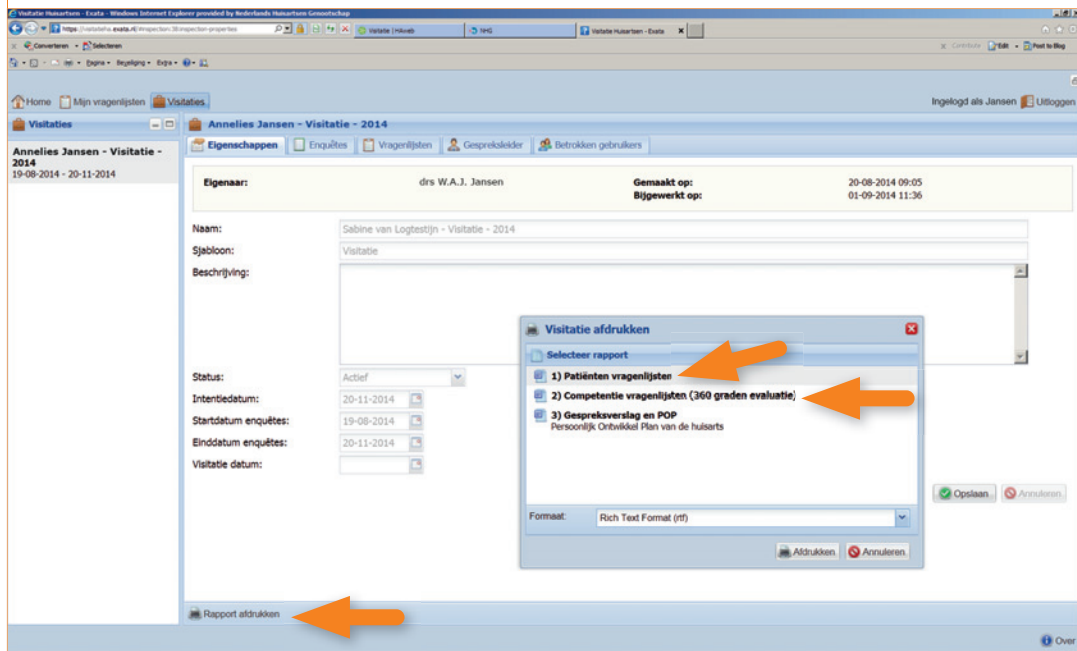 Visitatie Huisartsen - Exata - Windows Internet Explorer provided by Nederlands Huisartsen Genootschap
Visitatie | HAweb
NHG
Visitatie Huisartsen - Exata
Converteren Selecteren
Contribute Edit Post to Blog
Pagina Beveiliging Extra
Home Mijn vragenlijsten Visitaties
Ingelogd als Jansen Uitloggen
Visitaties
Annelies Jansen - Visitatie - 2014
19-08-2014 - 20-11-2014
Annelies Jansen - Visitatie - 2014
Eigenschappen Enquêtes Vragenlijsten Gespreksleider Betrokken gebruikers
Eigenaar: drs W.A.J. Jansen Gemaakt op: 20-08-2014 09:05
Bijgewerkt op: 01-09-2014 11:36
Naam: Sabine van Logtestijn - Visitatie - 2014
Sjabloon: Visitatie
Beschrijving:
Status: Actief
Intentiedatum: 20-11-2014
Startdatum enquêtes: 19-08-2014
Einddatum enquêtes: 20-11-2014
Visitatie datum:
Visitatie afdrukken
Selecteer rapport
1) Patiënten vragenlijsten
2) Competentie vragenlijsten (360 graden evaluatie)
3) Gespreksverslag en POP
Persoonlijk Ontwikkel Plan van de huisarts
Formaat: Rich Text Format (rtf)
Afdrukken Annuleren
Opslaan Annuleren
Rapport afdrukken
Over